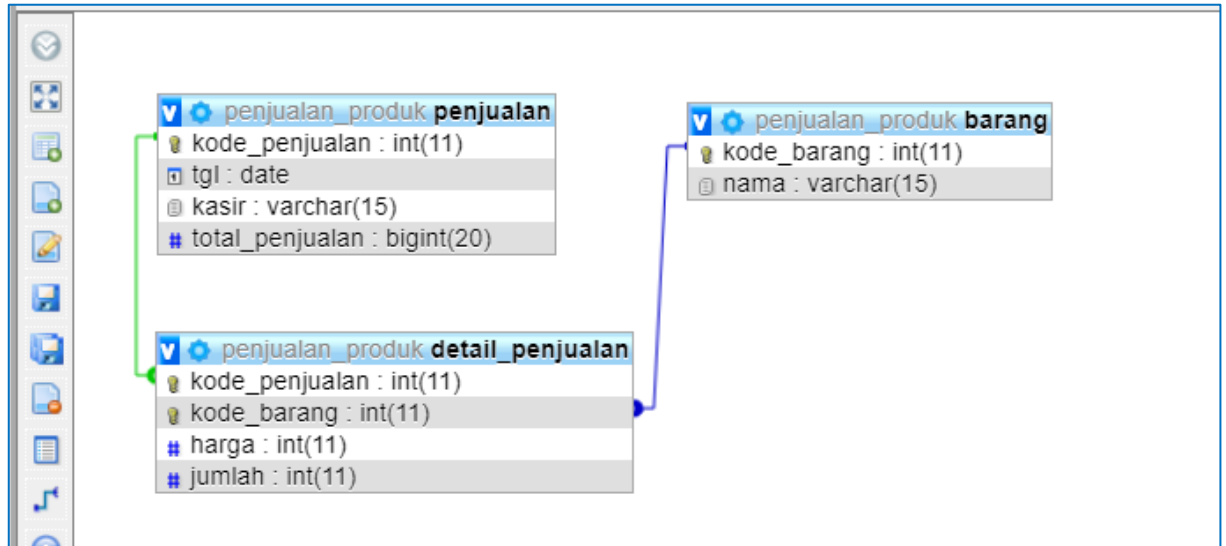 penjualan_produk penjualan
kode_penjualan : int(11)
tgl : date
kasir : varchar(15)
total_penjualan : bigint(20)
penjualan_produk barang
kode_barang : int(11)
nama : varchar(15)
penjualan_produk detail_penjualan
kode_penjualan : int(11)
kode_barang : int(11)
harga : int(11)
jumlah : int(11)